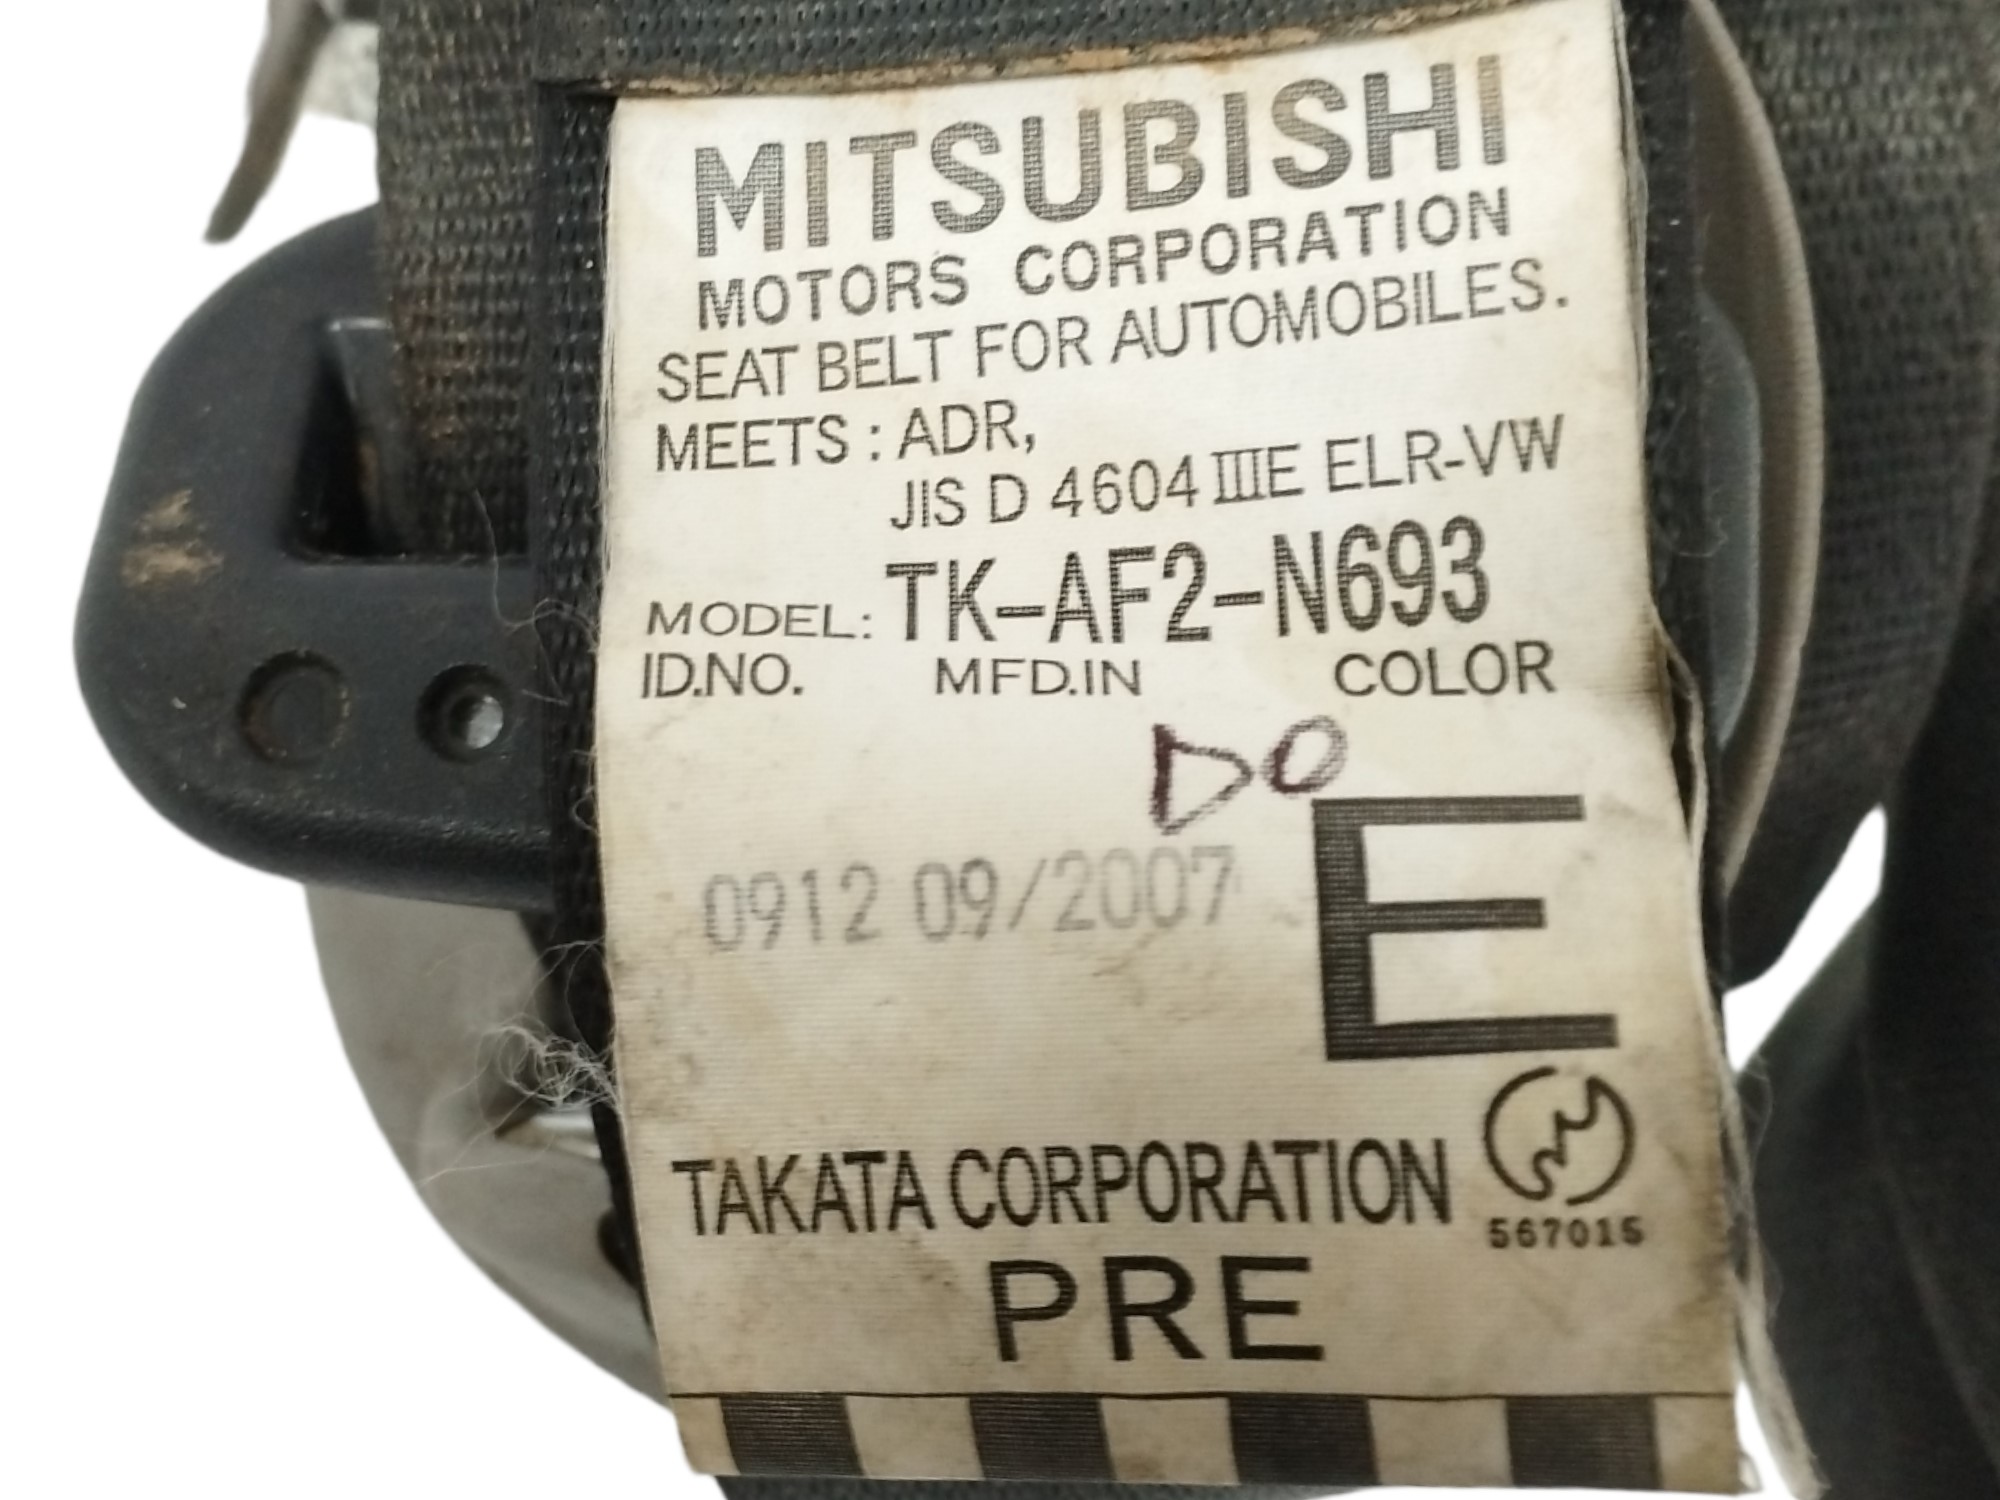 MITSUBISHI
MOTORS CORPORATION
SEAT BELT FOR AUTOMOBILES.
MEETS : ADR,
JIS D 4604 IIIE ELR-VW
MODEL: TK-AF2-N693
ID.NO. MFD.IN COLOR
DO
0912 09/2007 E
TAKATA CORPORATION
567015
PRE